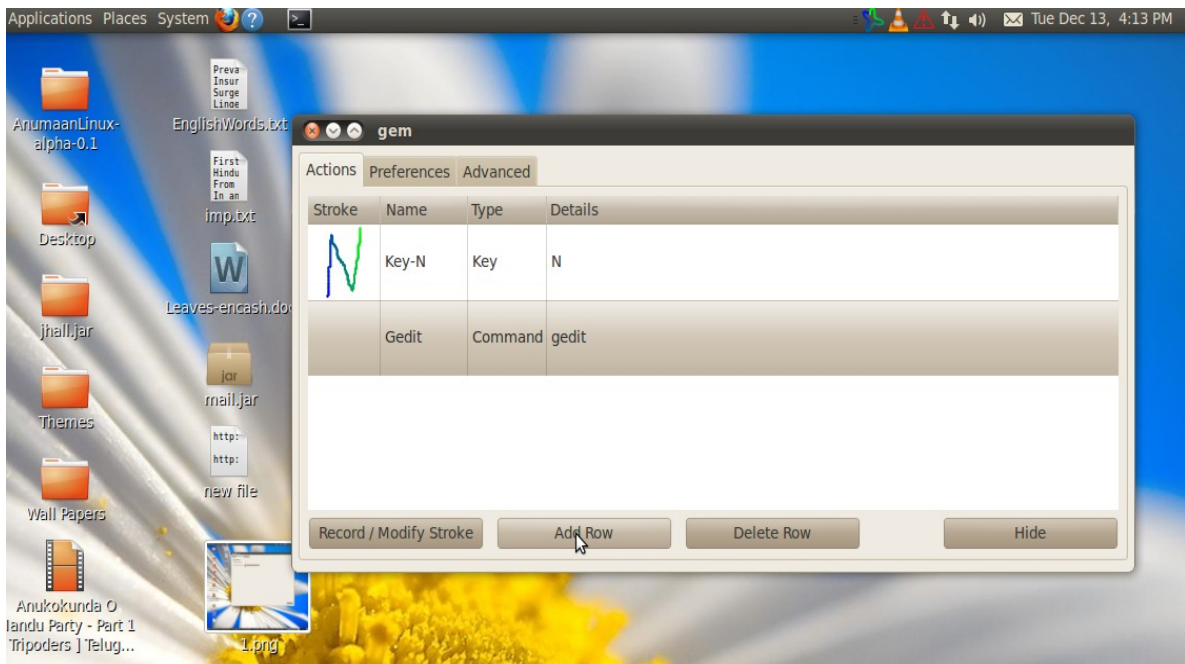 Applications Places System
Tue Dec 13, 4:13 PM
AnumaanLinux-
alpha-0.1
Desktop
jhall.jar
Themes
Wall Papers
Anukokunda O
Party - Part 1
Tripoders ] Telug...
Preva
Insur
Surge
Linge
EnglishWords.txt
First
Hindu
From
In an
imp.txt
W
Leaves-encash.do
jar
mail.jar
http:
http:
new file
1.png
gem
Actions Preferences Advanced
Stroke Name Type Details
Key-N Key N
Gedit Command gedit
Record / Modify Stroke Add Row Delete Row Hide